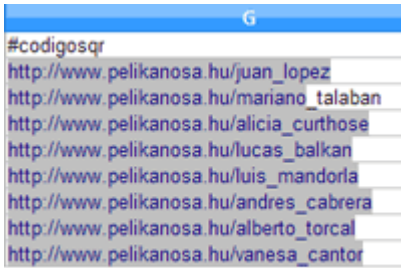 G
#codigosqr
http://www.pelikanosa.hu/juan_lopez
http://www.pelikanosa.hu/mariano_talaban
http://www.pelikanosa.hu/alicia_curthose
http://www.pelikanosa.hu/lucas_balkan
http://www.pelikanosa.hu/luis_mandorla
http://www.pelikanosa.hu/andres_cabrera
http://www.pelikanosa.hu/alberto_torcal
http://www.pelikanosa.hu/vanesa_cantor